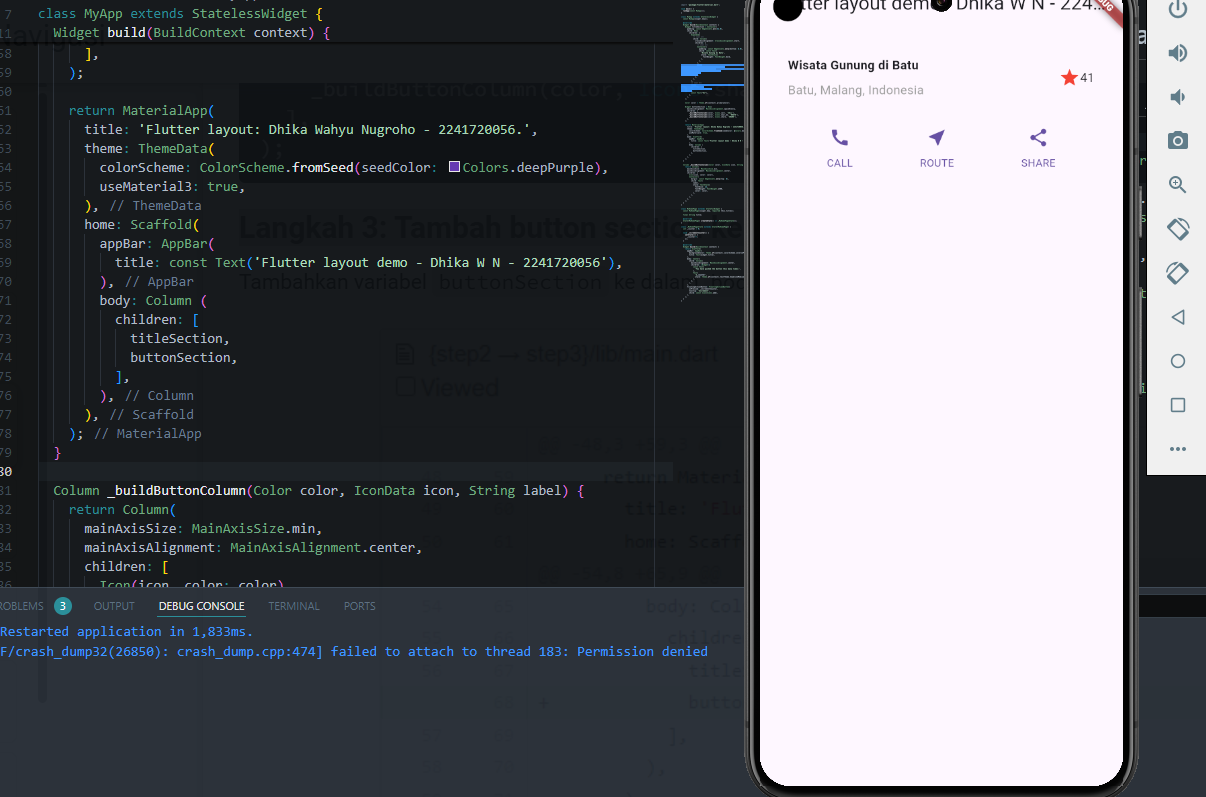 7 class MyApp extends StatelessWidget {
11 Widget build(BuildContext context) {
58 ],
59 );
60
61 return MaterialApp(
62 title: 'Flutter layout: Dhika Wahyu Nugroho - 2241720056.',
63 theme: ThemeData(
64 colorScheme: ColorScheme.fromSeed(seedColor: Colors.deepPurple),
65 useMaterial3: true,
66 ), // ThemeData
67 home: Scaffold(
68 appBar: AppBar(
69 title: const Text('Flutter layout demo - Dhika W N - 2241720056'),
70 ), // AppBar
71 body: Column (
72 children: [
73 titleSection,
74 buttonSection,
75 ],
76 ), // Column
77 ), // Scaffold
78 ); // MaterialApp
79 }
80
81 Column _buildButtonColumn(Color color, IconData icon, String label) {
82 return Column(
83 mainAxisSize: MainAxisSize.min,
84 mainAxisAlignment: MainAxisAlignment.center,
85 children: [
86 Icon(icon, color: color)
_buildButtonColumn(color,
Langkah 3: Tambah button section
Tambahkan variabel buttonSection ke dalam
{step2 → step3}/lib/main.dart
Viewed
return Materi
title: 'Flu
home: Scaff
body: Col
children
title
butto
],
),
ROBLEMS 3 OUTPUT DEBUG CONSOLE TERMINAL PORTS
Restarted application in 1,833ms.
F/crash_dump32(26850): crash_dump.cpp:474] failed to attach to thread 183: Permission denied
tter layout dem Dhika W N - 224...
BUG
Wisata Gunung di Batu
Batu, Malang, Indonesia
41
CALL ROUTE SHARE